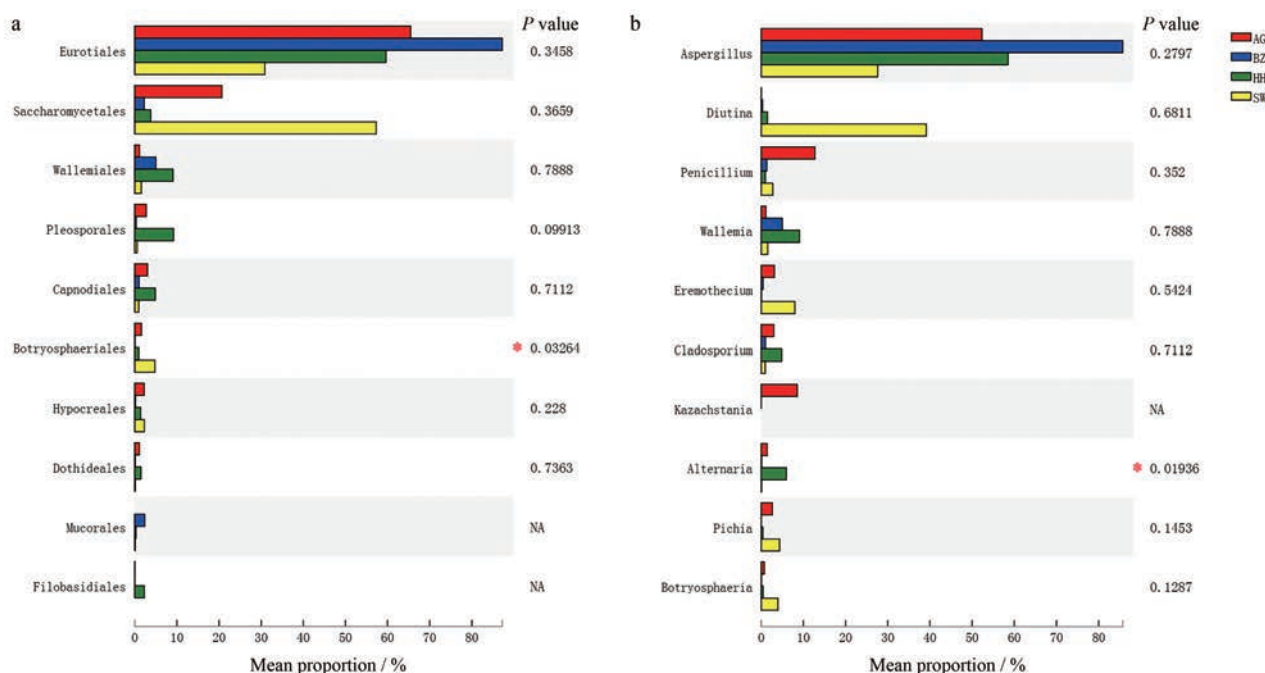 a
P value
Eurotiales
0.3458
Saccharomycetales
0.3659
Wallemiales
0.7888
Pleosporales
0.09913
Capnodiales
0.7112
Botryosphaeriales
* 0.03264
Hypocreales
0.228
Dothideales
0.7363
Mucorales
NA
Filobasidiales
NA
0 10 20 30 40 50 60 70 80
Mean proportion / %
b
P value
Aspergillus
0.2797
Diutina
0.6811
Penicillium
0.352
Wallemia
0.7888
Eremothecium
0.5424
Cladosporium
0.7112
Kazachstania
NA
Alternaria
* 0.01936
Pichia
0.1453
Botryosphaeria
0.1287
0 10 20 30 40 50 60 70 80
Mean proportion / %
AG
BZ
HH
SW